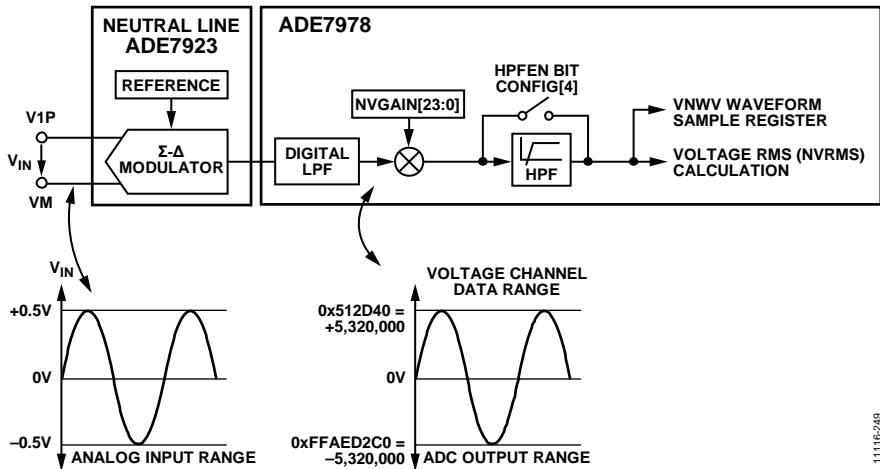 NEUTRAL LINE
ADE7923
ADE7978
REFERENCE
HPFEN BIT
CONFIG[4]
NVGAIN[23:0]
VNWV WAVEFORM
SAMPLE REGISTER
V1P
VIN
VM
Σ-Δ
MODULATOR
DIGITAL
LPF
HPF
VOLTAGE RMS (NVRMS)
CALCULATION
VIN
+0.5V
0V
–0.5V
ANALOG INPUT RANGE
VOLTAGE CHANNEL
DATA RANGE
0x512D40 =
+5,320,000
0V
0xFFAED2C0 =
–5,320,000
ADC OUTPUT RANGE
11116-249